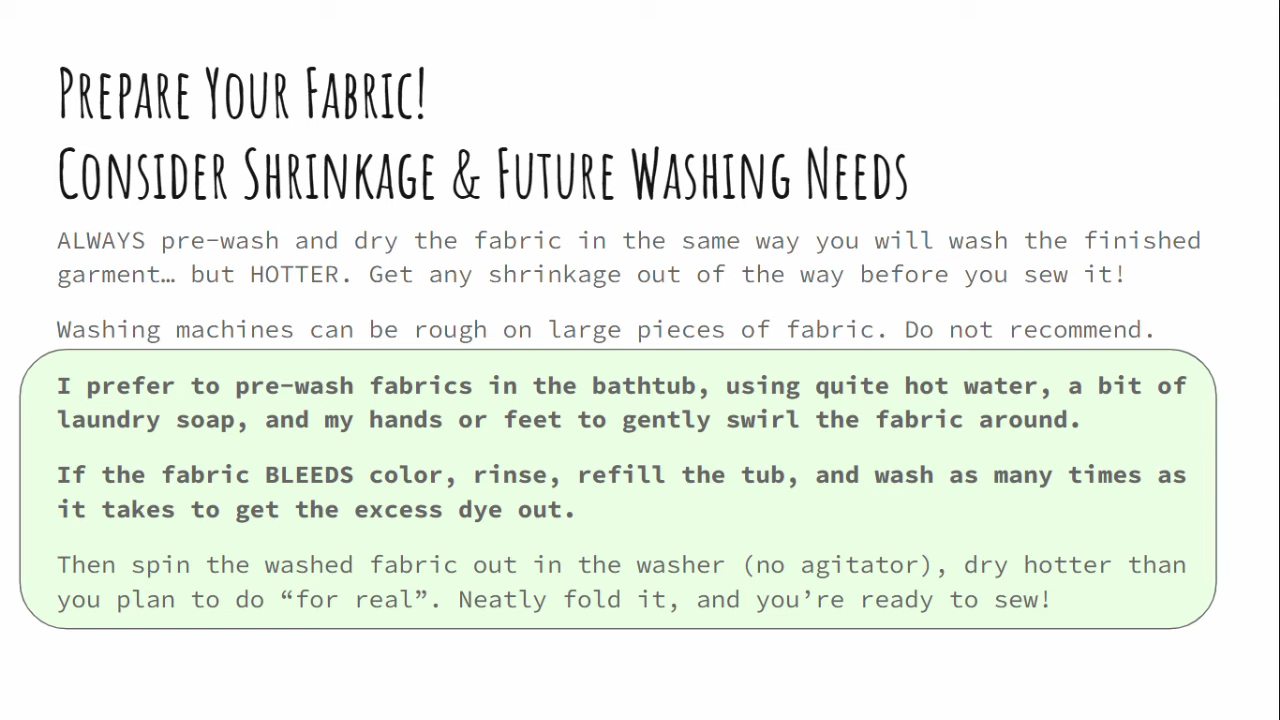 Prepare Your Fabric!
Consider Shrinkage & Future Washing Needs
ALWAYS pre-wash and dry the fabric in the same way you will wash the finished
garment… but HOTTER. Get any shrinkage out of the way before you sew it!
Washing machines can be rough on large pieces of fabric. Do not recommend.
I prefer to pre-wash fabrics in the bathtub, using quite hot water, a bit of
laundry soap, and my hands or feet to gently swirl the fabric around.
If the fabric BLEEDS color, rinse, refill the tub, and wash as many times as
it takes to get the excess dye out.
Then spin the washed fabric out in the washer (no agitator), dry hotter than
you plan to do “for real”. Neatly fold it, and you’re ready to sew!